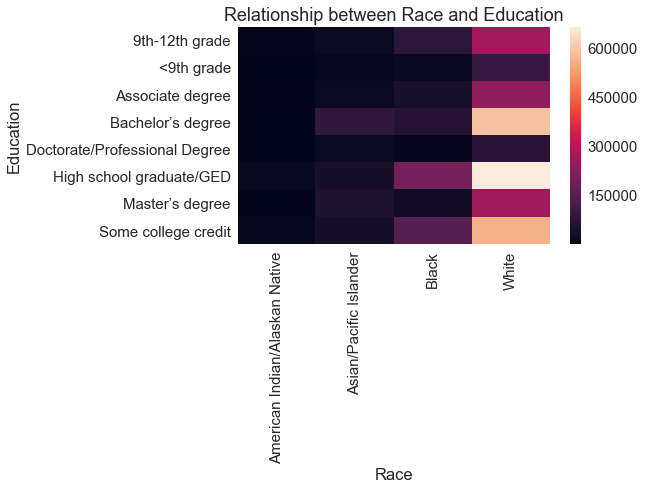 Relationship between Race and Education
Education
9th-12th grade
<9th grade
Associate degree
Bachelor’s degree
Doctorate/Professional Degree
High school graduate/GED
Master’s degree
Some college credit
600000
450000
300000
150000
American Indian/Alaskan Native
Asian/Pacific Islander
Black
White
Race